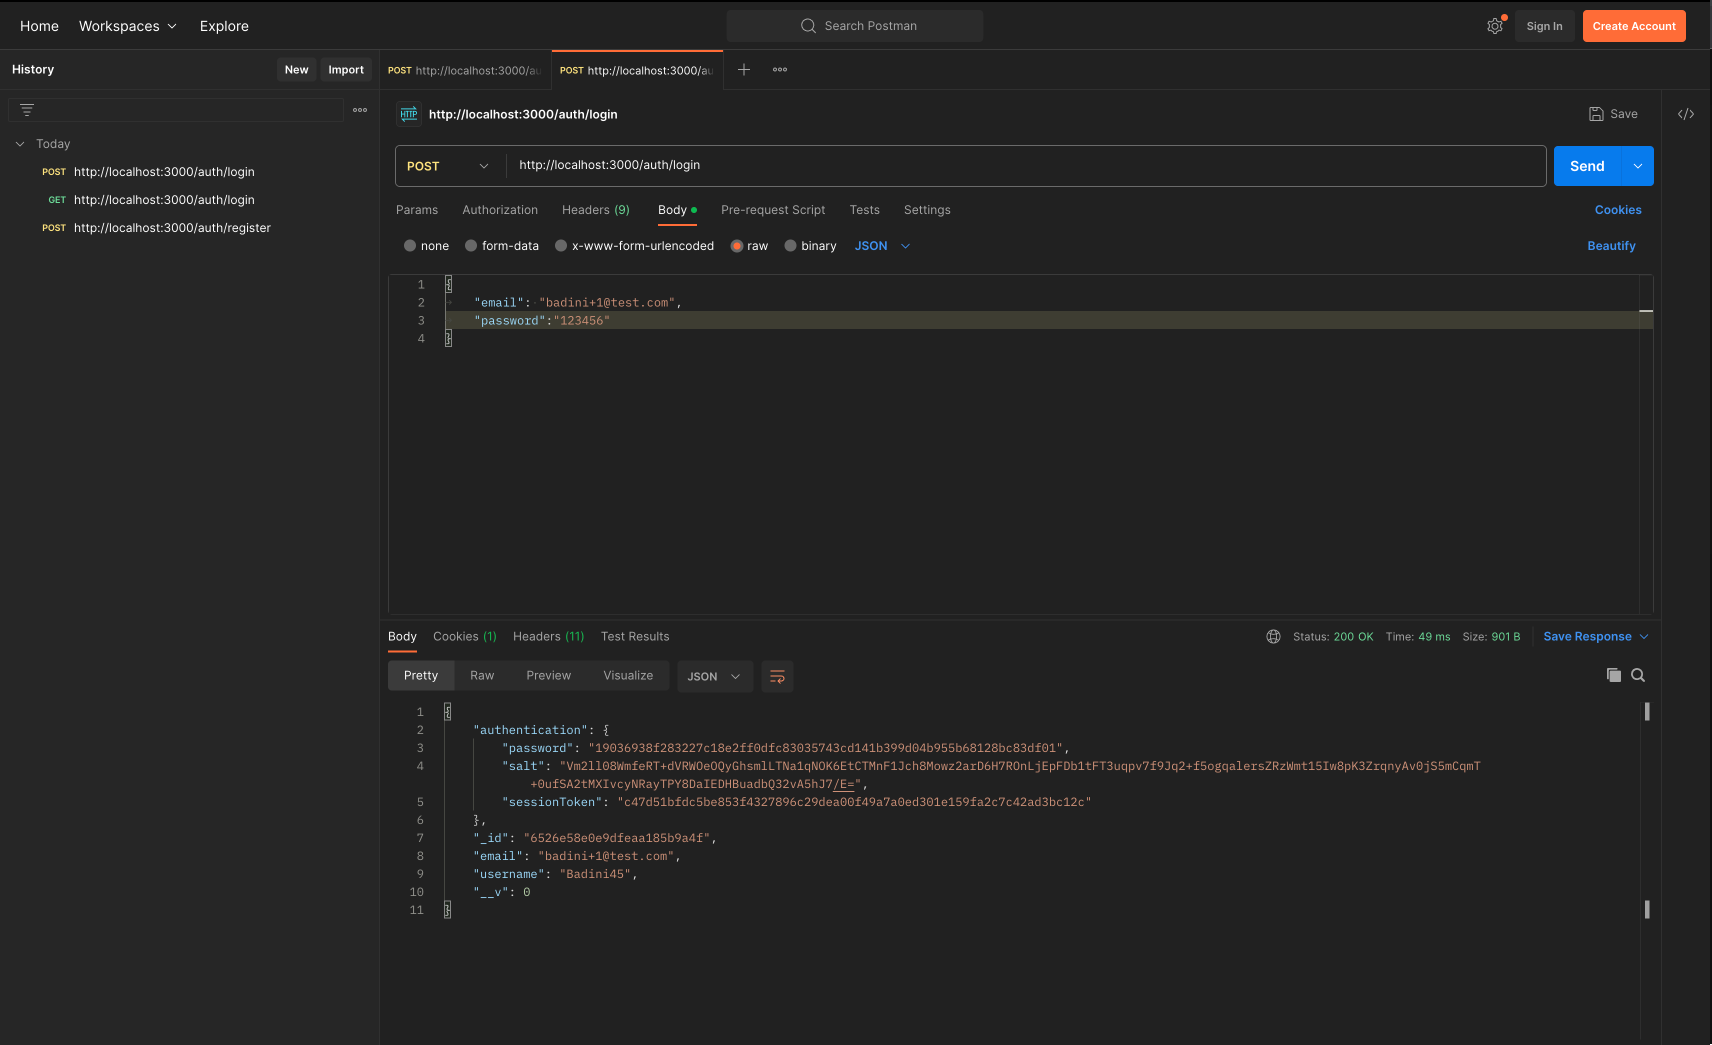 Home Workspaces Explore
Search Postman
Sign In Create Account
History New Import
POST http://localhost:3000/au POST http://localhost:3000/au
HTTP http://localhost:3000/auth/login
Save </>
Today
POST http://localhost:3000/auth/login
GET http://localhost:3000/auth/login
POST http://localhost:3000/auth/register
POST http://localhost:3000/auth/login Send
Params Authorization Headers (9) Body Pre-request Script Tests Settings Cookies
none form-data x-www-form-urlencoded raw binary JSON Beautify
1 {
2 "email": "badini+1@test.com",
3 "password":"123456"
4 }
Body Cookies (1) Headers (11) Test Results Status: 200 OK Time: 49 ms Size: 901 B Save Response
Pretty Raw Preview Visualize JSON
1 {
2 "authentication": {
3 "password": "19036938f283227c18e2ff0dfc83035743cd141b399d04b955b68128bc83df01",
4 "salt": "Vm2ll08WmfeRT+dVRWOeOQyGhsmlLTNa1qNOK6EtCTMnF1Jch8Mowz2arD6H7ROnLjEpFDb1tFT3uqpv7f9Jq2+f5ogqalersZRzWmt15Iw8pK3ZrqnyAv0jS5mCqmT
+0ufSA2tMXIvcyNRayTPY8DaIEDHBuadbQ32vA5hJ7/E=",
5 "sessionToken": "c47d51bfdc5be853f4327896c29dea00f49a7a0ed301e159fa2c7c42ad3bc12c"
6 },
7 "_id": "6526e58e0e9dfeaa185b9a4f",
8 "email": "badini+1@test.com",
9 "username": "Badini45",
10 "__v": 0
11 }